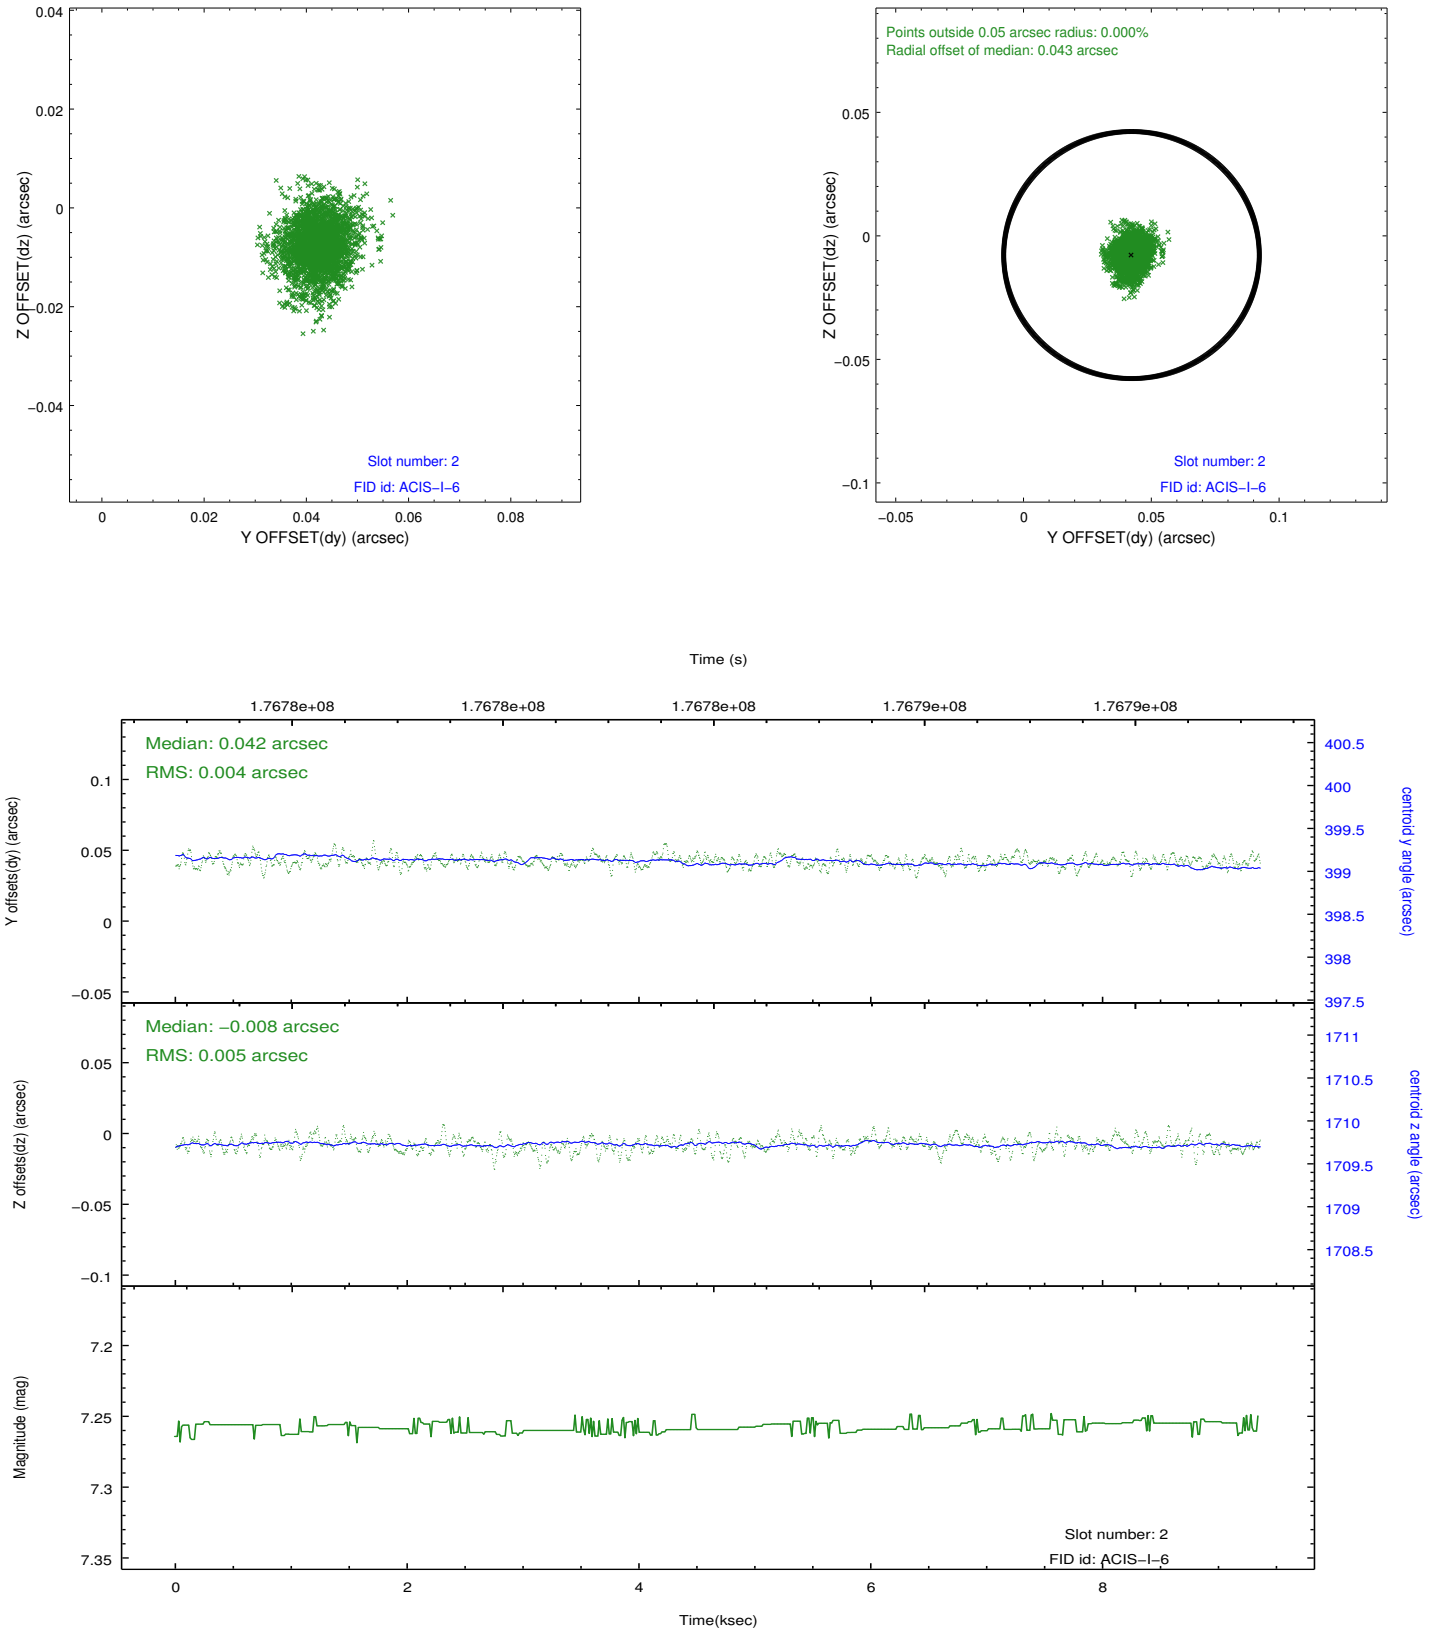 0.04
0.02
0
−0.02
−0.04
Z OFFSET(dz) (arcsec)
Slot number: 2
FID id: ACIS−I−6
0 0.02 0.04 0.06 0.08
Y OFFSET(dy) (arcsec)
Points outside 0.05 arcsec radius: 0.000%
Radial offset of median: 0.043 arcsec
0.05
0
−0.05
−0.1
Z OFFSET(dz) (arcsec)
Slot number: 2
FID id: ACIS−I−6
−0.05 0 0.05 0.1
Y OFFSET(dy) (arcsec)
Time (s)
1.7678e+08 1.7678e+08 1.7678e+08 1.7679e+08 1.7679e+08
Median: 0.042 arcsec
RMS: 0.004 arcsec
0.1
0.05
0
−0.05
Y offsets(dy) (arcsec)
400.5
400
399.5
399
398.5
398
397.5
centroid y angle (arcsec)
Median: −0.008 arcsec
RMS: 0.005 arcsec
0.05
0
−0.05
−0.1
Z offsets(dz) (arcsec)
1711
1710.5
1710
1709.5
1709
1708.5
centroid z angle (arcsec)
7.2
7.25
7.3
7.35
Magnitude (mag)
Slot number: 2
FID id: ACIS−I−6
0 2 4 6 8
Time(ksec)